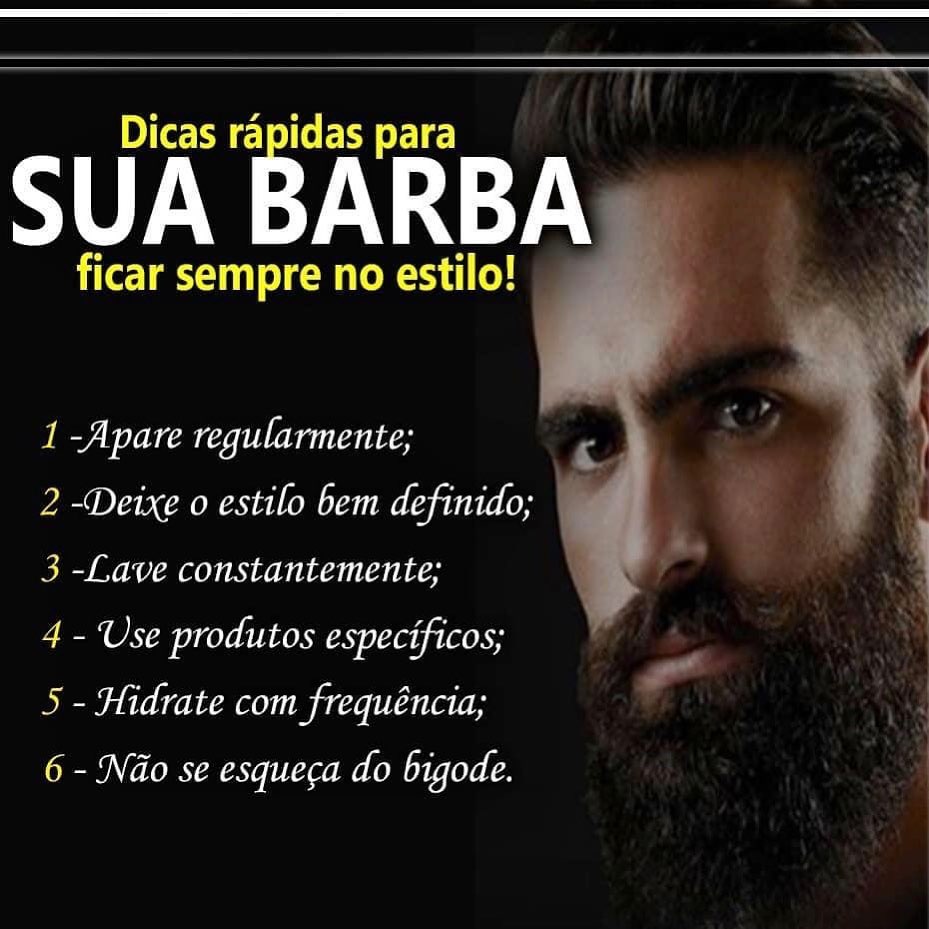 Dicas rápidas para
SUA BARBA
ficar sempre no estilo!
1 -Apare regularmente;
2 -Deixe o estilo bem definido;
3 -Lave constantemente;
4 - Use produtos específicos;
5 - Hidrate com frequência;
6 - Não se esqueça do bigode.